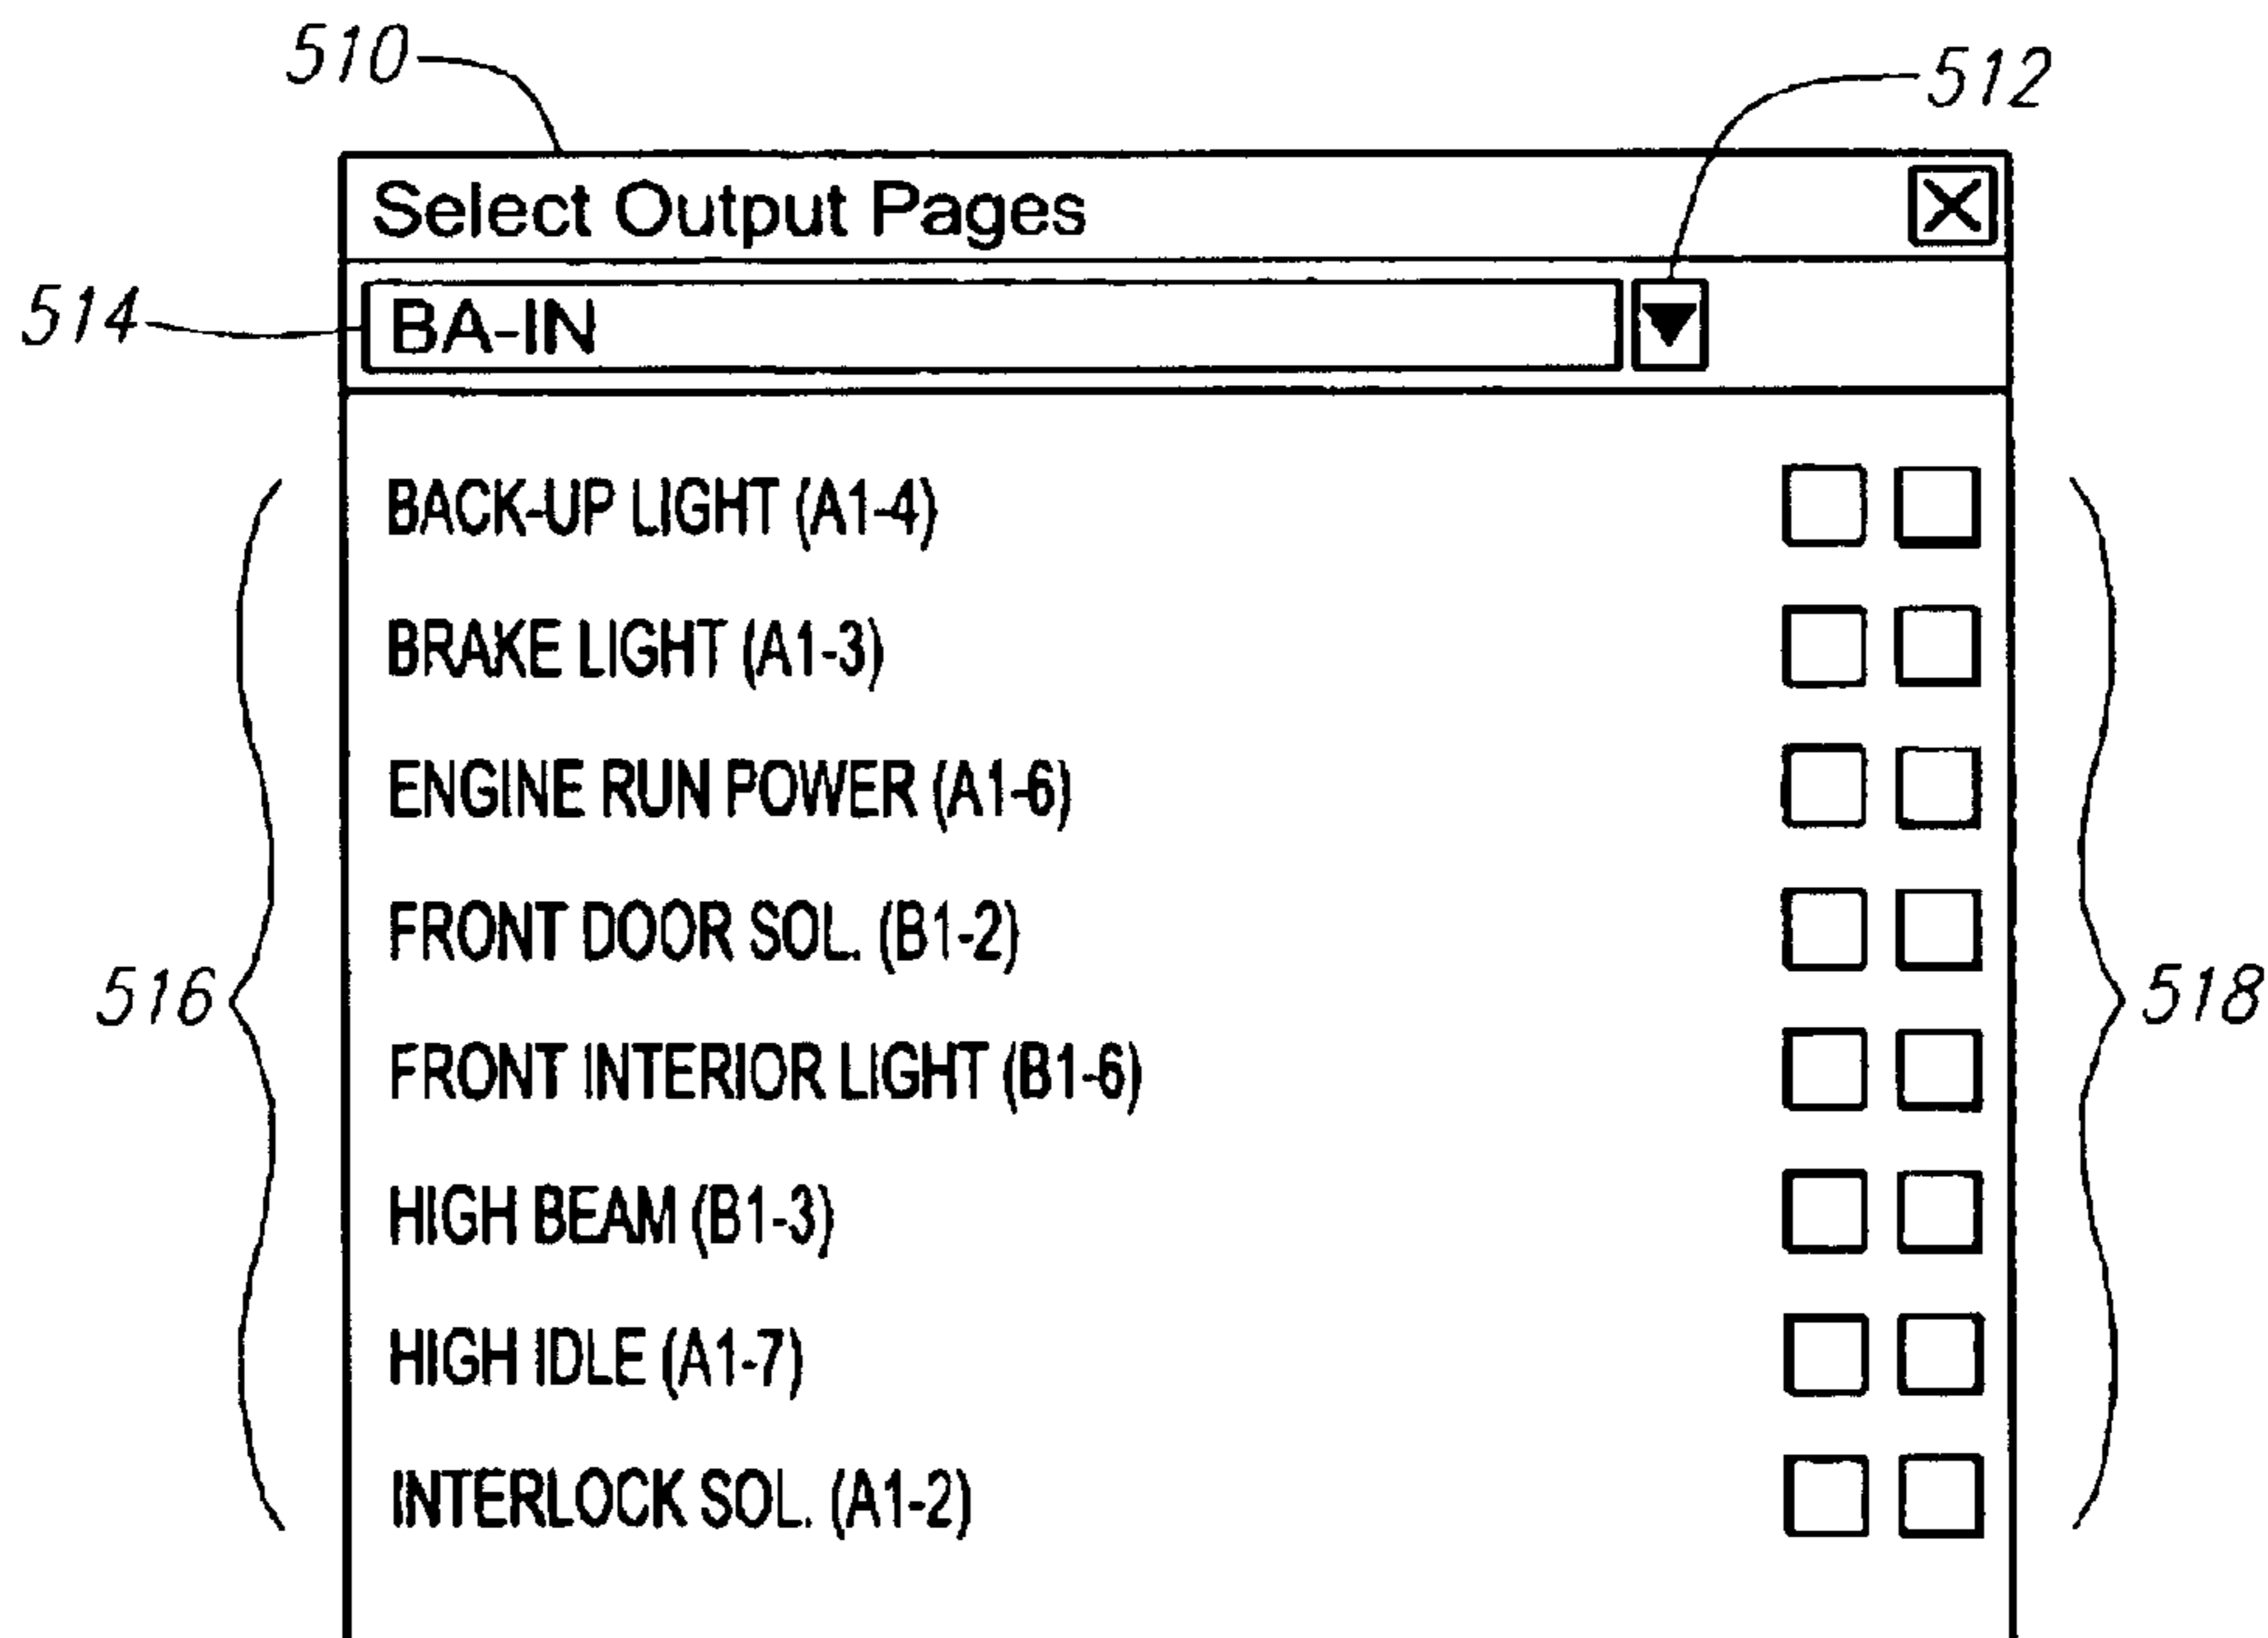 510
512
Select Output Pages
514
BA-IN
BACK-UP LIGHT (A1-4)
BRAKE LIGHT (A1-3)
ENGINE RUN POWER (A1-6)
FRONT DOOR SOL. (B1-2)
516
518
FRONT INTERIOR LIGHT (B1-6)
HIGH BEAM (B1-3)
HIGH IDLE (A1-7)
INTERLOCK SOL. (A1-2)